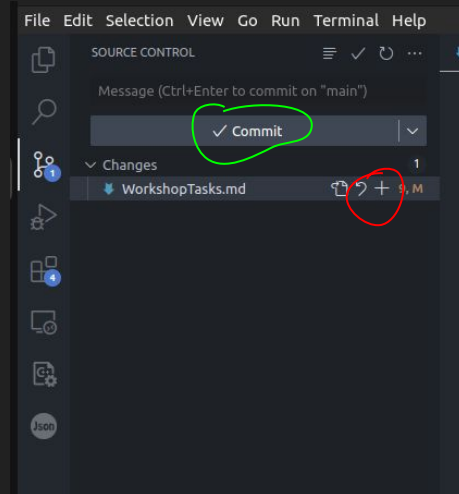 File Edit Selection View Go Run Terminal Help
SOURCE CONTROL
Message (Ctrl+Enter to commit on "main")
Commit
1
Changes 1
WorkshopTasks.md 9, M
4
Json